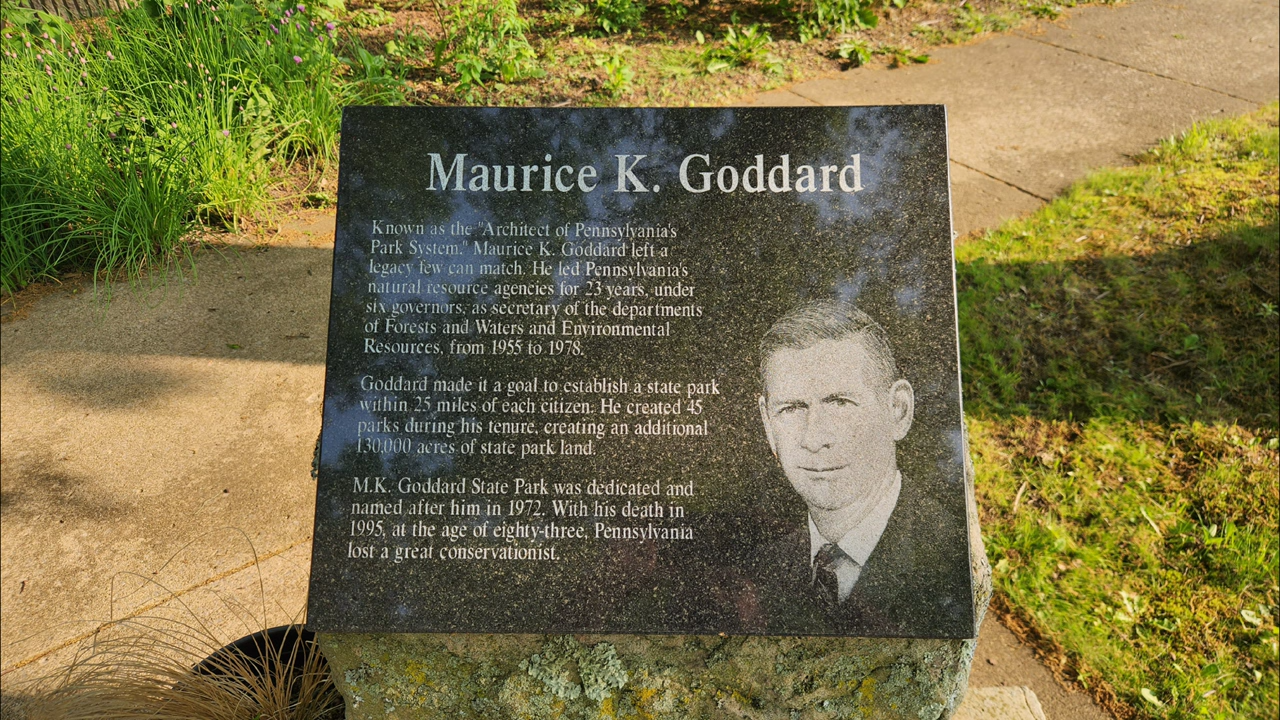 Maurice K. Goddard
Known as the "Architect of Pennsylvania's
Park System," Maurice K. Goddard left a
legacy few can match. He led Pennsylvania's
natural resource agencies for 23 years, under
six governors, as secretary of the departments
of Forests and Waters and Environmental
Resources, from 1955 to 1978.
Goddard made it a goal to establish a state park
within 25 miles of each citizen. He created 45
parks during his tenure, creating an additional
130,000 acres of state park land.
M.K. Goddard State Park was dedicated and
named after him in 1972. With his death in
1995, at the age of eighty-three, Pennsylvania
lost a great conservationist.